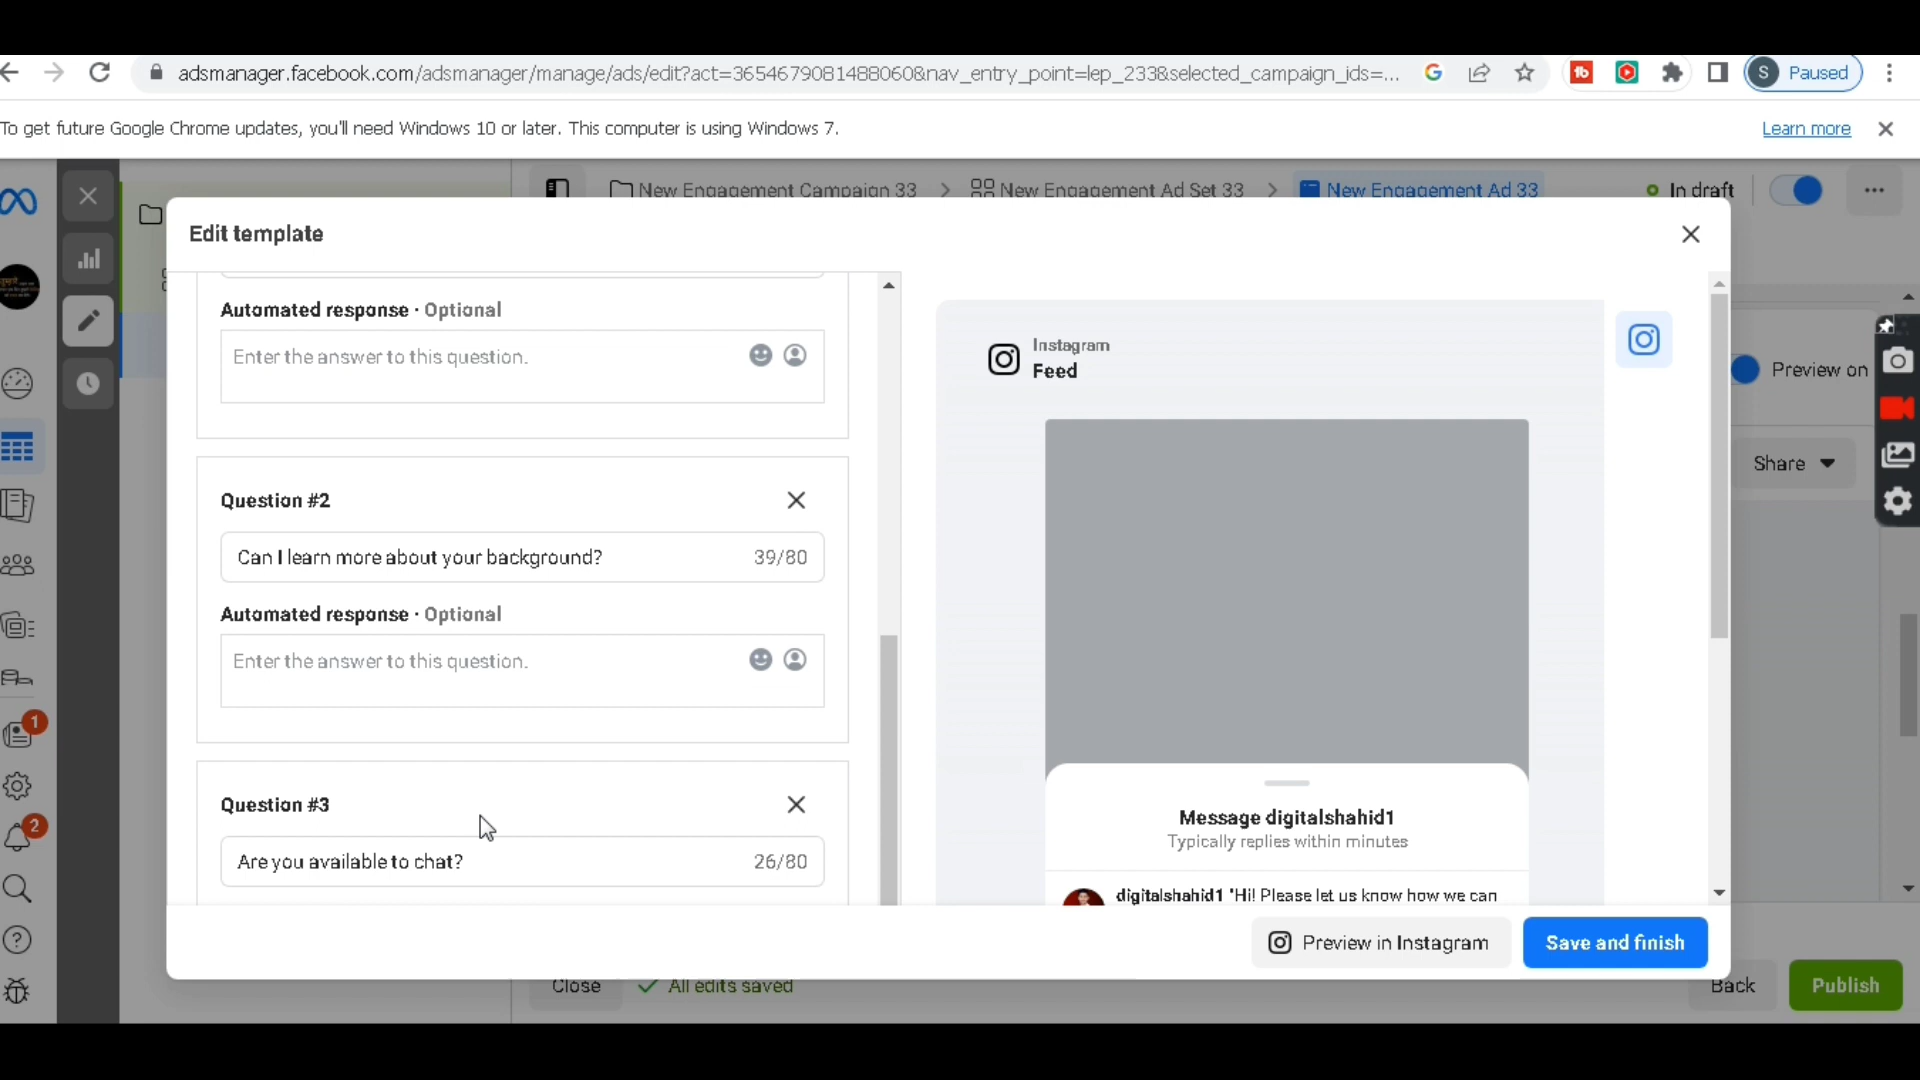 adsmanager.facebook.com/adsmanager/manage/ads/edit?act=3654679081488060&nav_entry_point=lep_233&selected_campaign_ids=...
S
Paused
To get future Google Chrome updates, you'll need Windows 10 or later. This computer is using Windows 7.
Learn more
New Engagement Campaign 33
New Engagement Ad Set 33
New Engagement Ad 33
In draft
Edit template
Automated response · Optional
Enter the answer to this question.
Question #2
Can I learn more about your background?
39/80
Automated response · Optional
Enter the answer to this question.
Question #3
Are you available to chat?
26/80
Instagram
Feed
Message digitalshahid1
Typically replies within minutes
digitalshahid1 'Hi! Please let us know how we can
Preview on
Share
1
2
Preview in Instagram
Save and finish
Close
All edits saved
Back
Publish